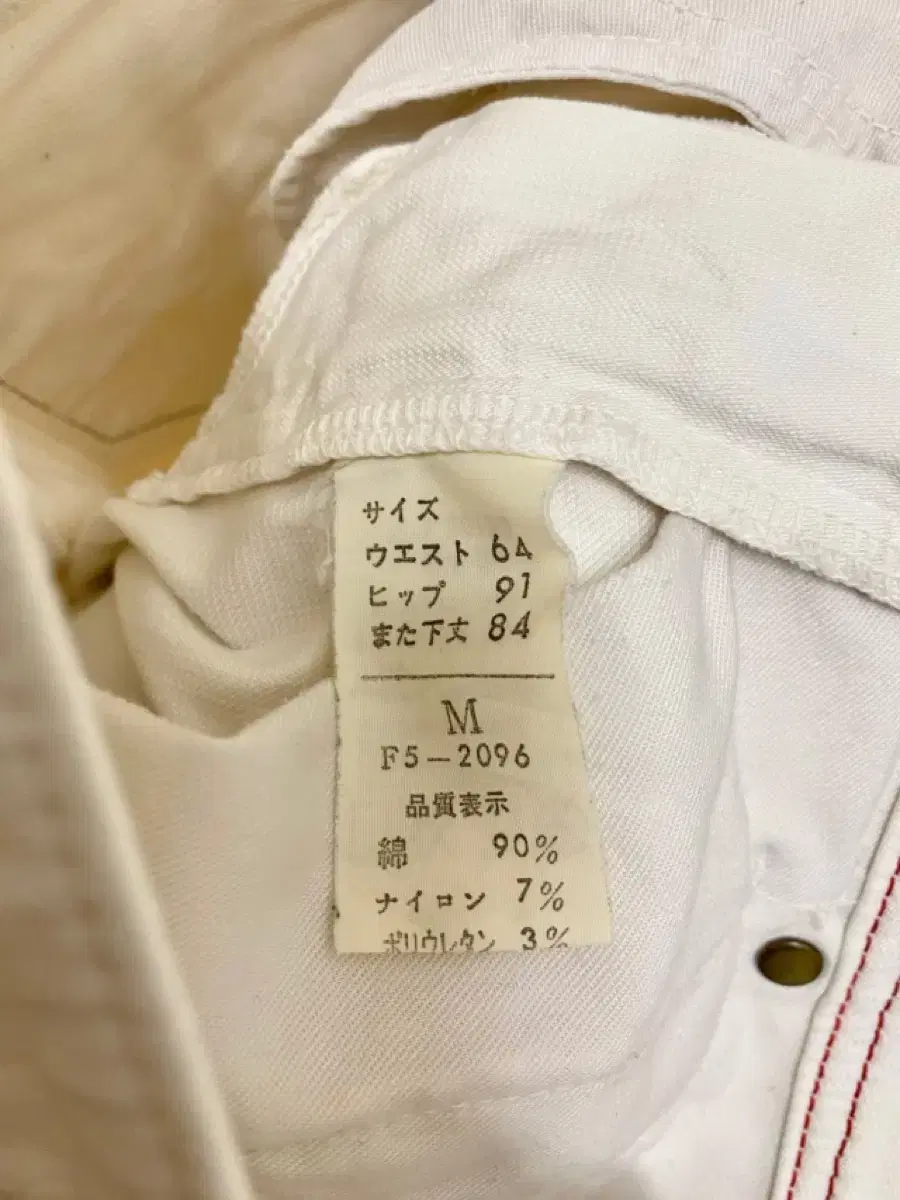 サイズ
ウエスト 64
ヒップ 91
また下丈 84
M
F5-2096
品質表示
綿 90%
ナイロン 7%
ポリウレタン 3%